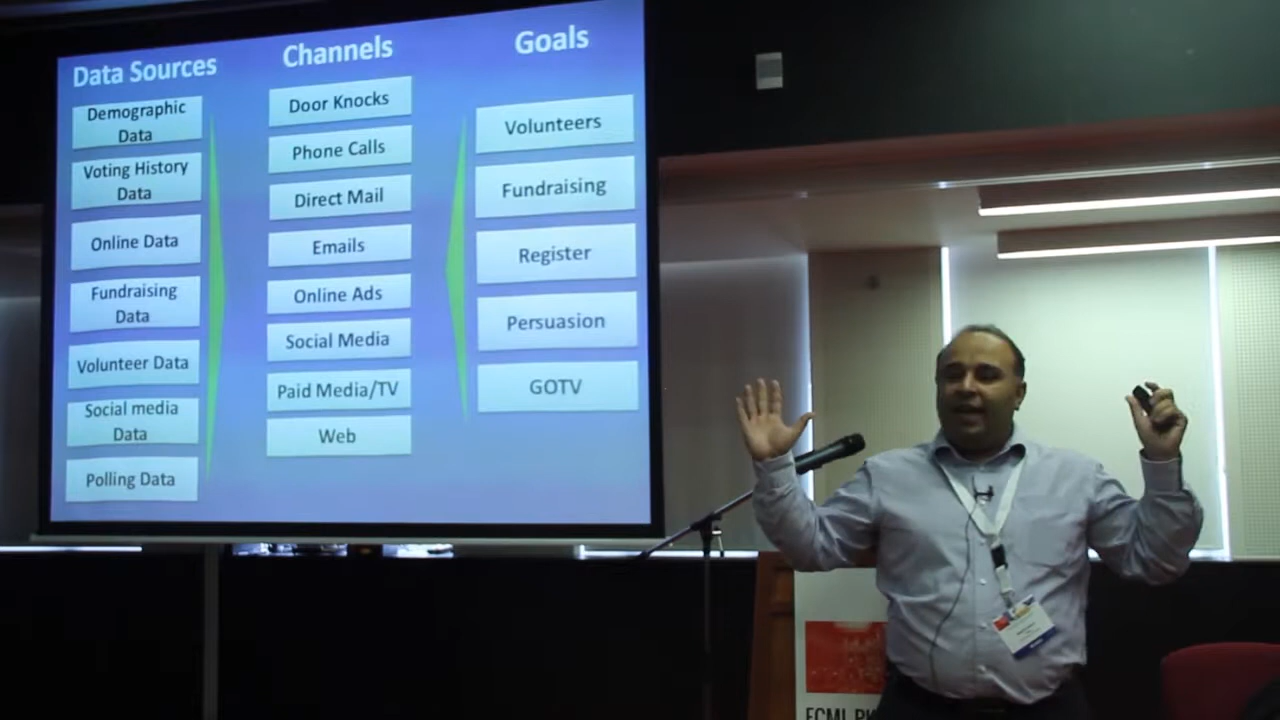 Data Sources
Demographic
Data
Voting History
Data
Online Data
Fundraising
Data
Volunteer Data
Social media
Data
Polling Data
Channels
Door Knocks
Phone Calls
Direct Mail
Emails
Online Ads
Social Media
Paid Media/TV
Web
Goals
Volunteers
Fundraising
Register
Persuasion
GOTV